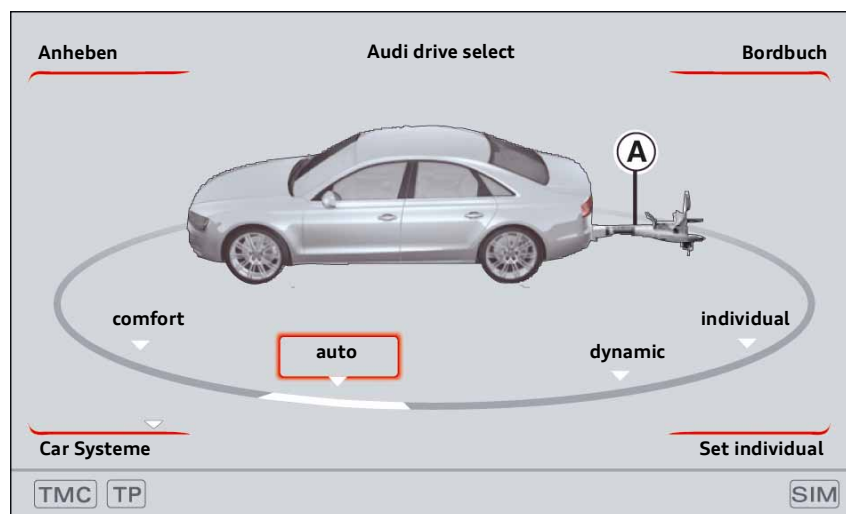 Anheben
Audi drive select
Bordbuch
A
comfort
individual
auto
dynamic
Car Systeme
Set individual
TMC
TP
SIM